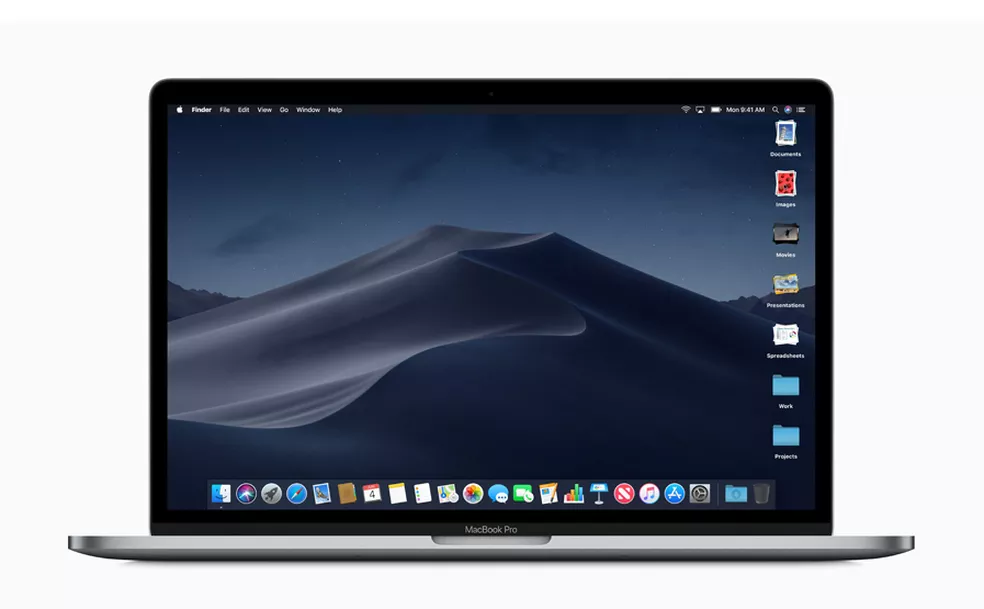 Finder File Edit View Go Window Help
Mon 9:41 AM
Documents
Images
Movies
Presentations
Spreadsheets
Work
Projects
4
MacBook Pro